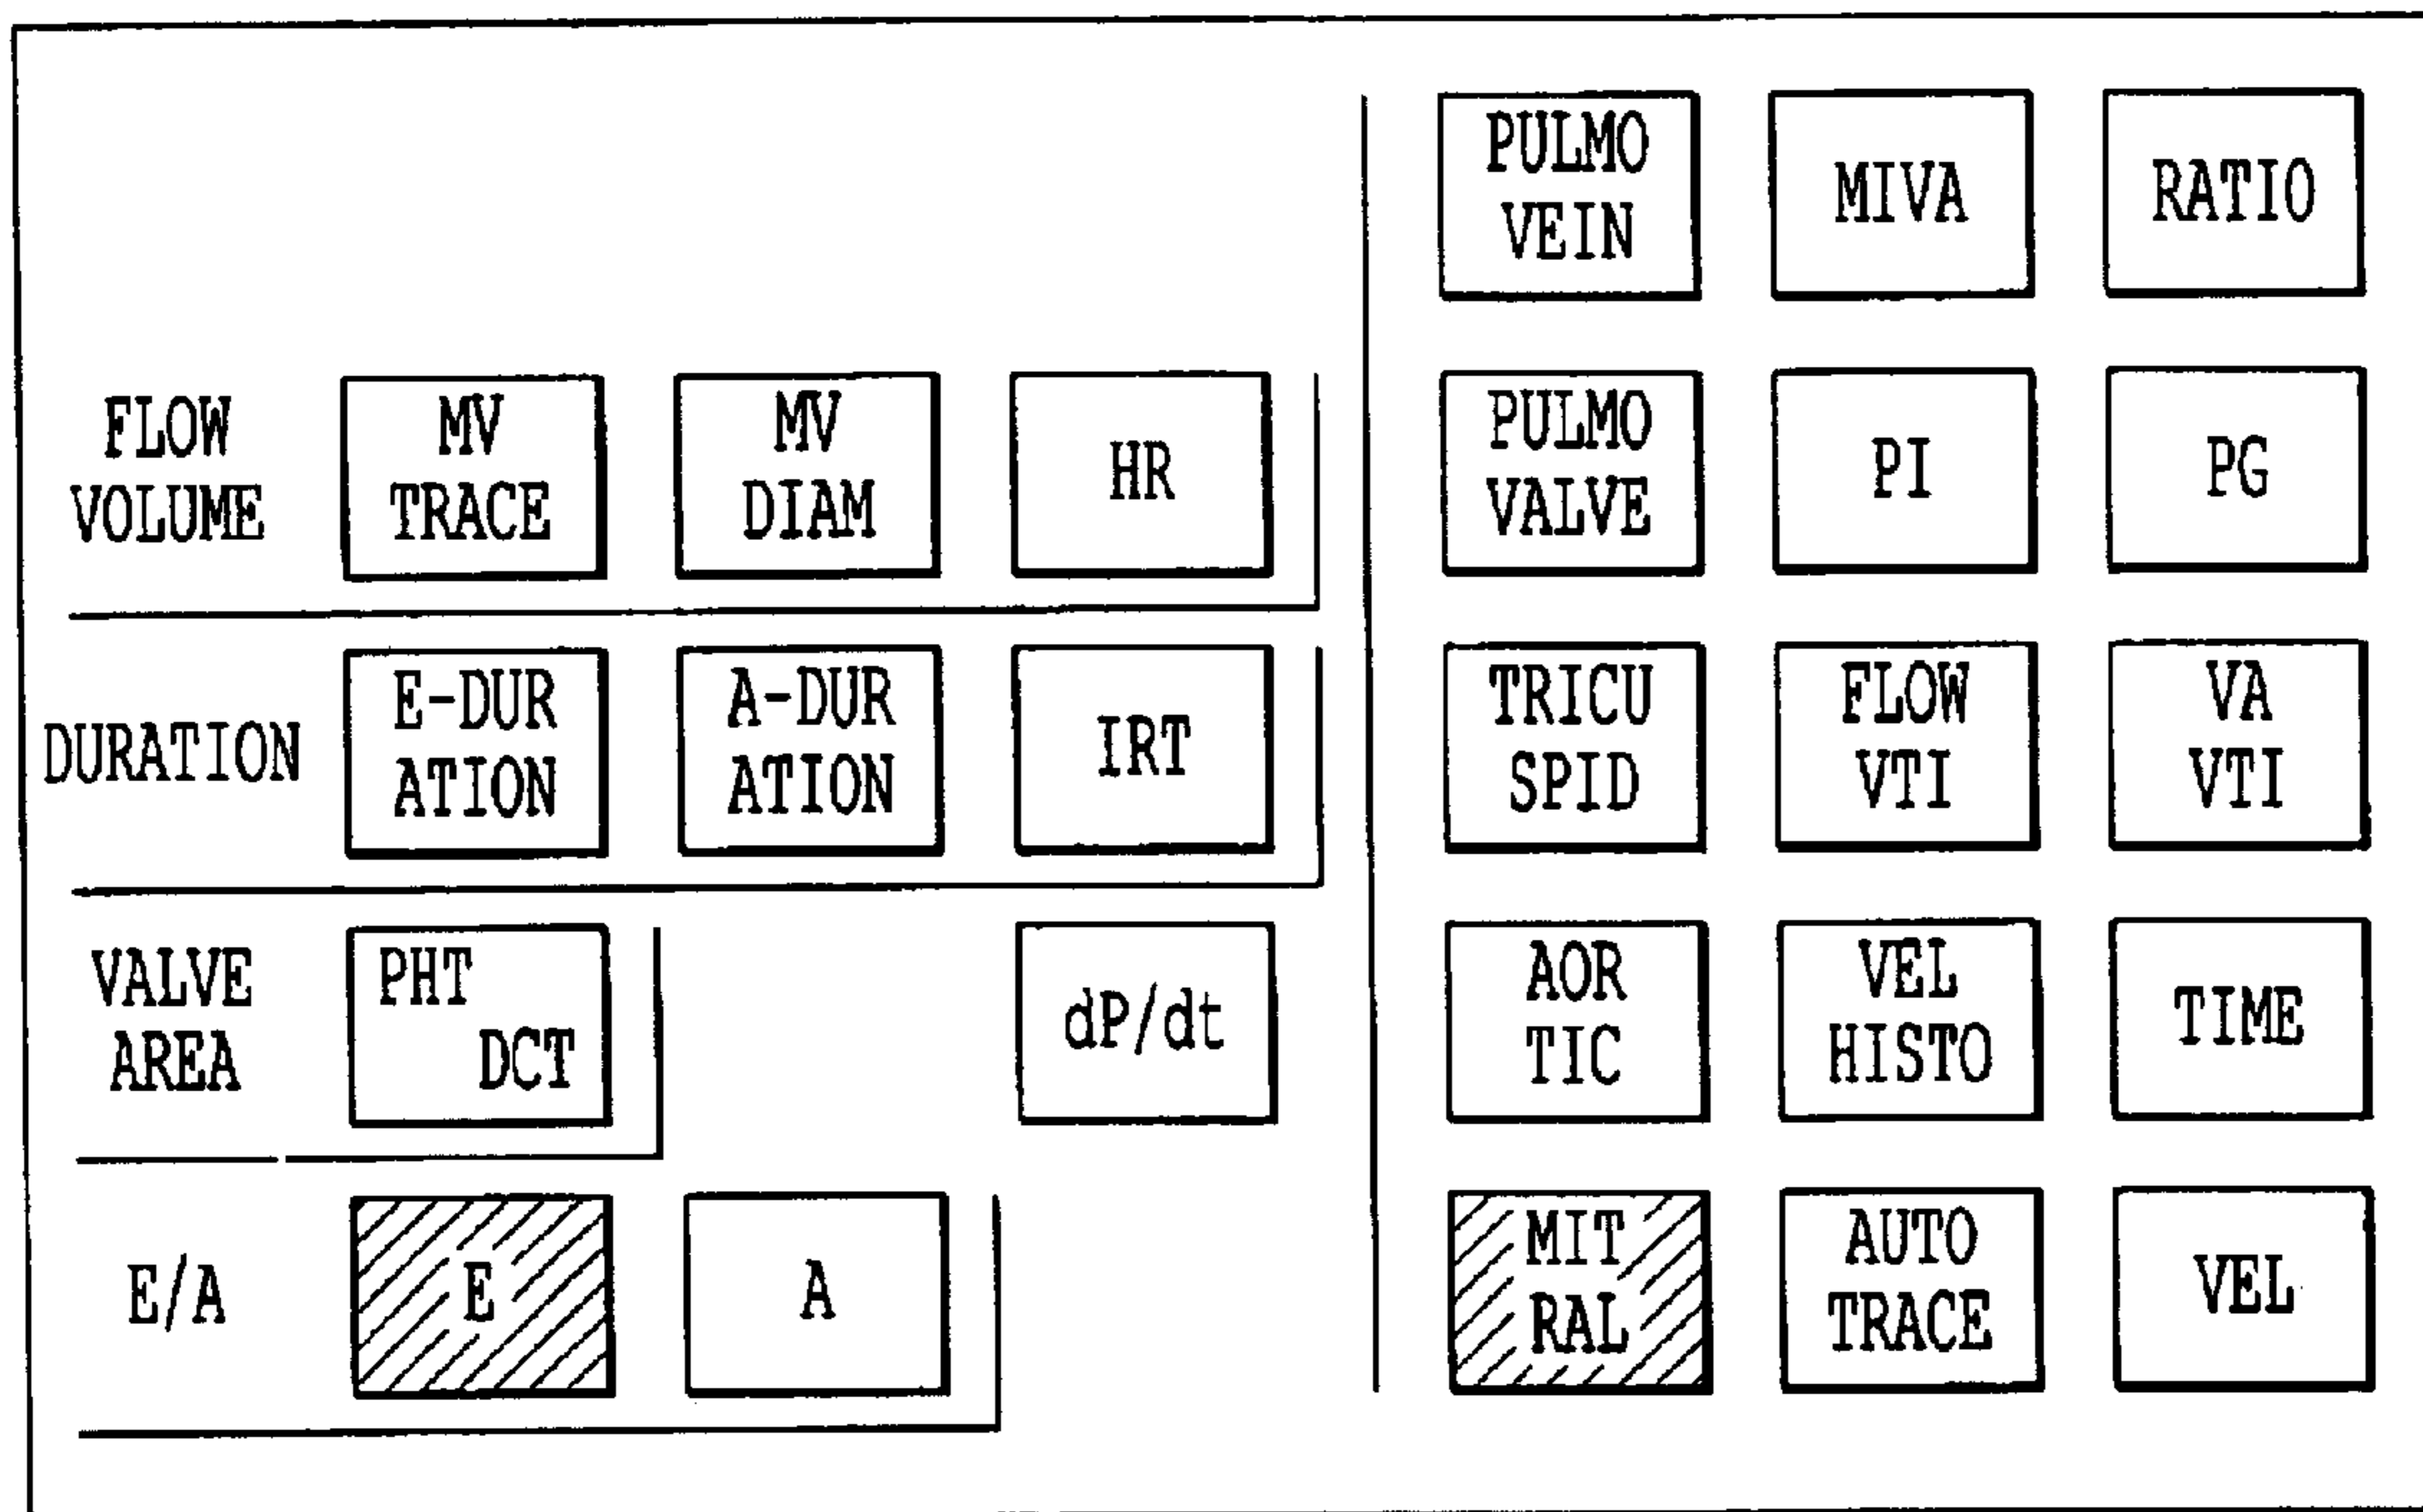 FLOW
VOLUME
MV
TRACE
MV
DIAM
HR
DURATION
E-DUR
ATION
A-DUR
ATION
IRT
VALVE
AREA
PHT
DCT
dP/dt
E/A
E
A
PULMO
VEIN
MIVA
RATIO
PULMO
VALVE
PI
PG
TRICU
SPID
FLOW
VTI
VA
VTI
AOR
TIC
VEL
HISTO
TIME
MIT
RAL
AUTO
TRACE
VEL